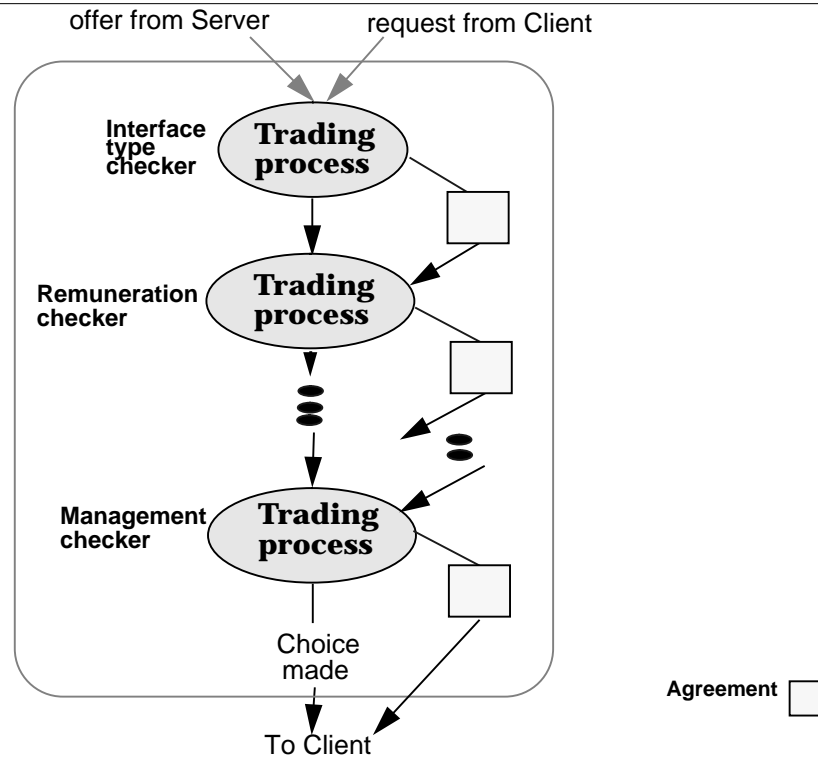 offer from Server
request from Client
Interface
type
checker
Trading
process
Remuneration
checker
Trading
process
Management
checker
Trading
process
Choice
made
Agreement
To Client